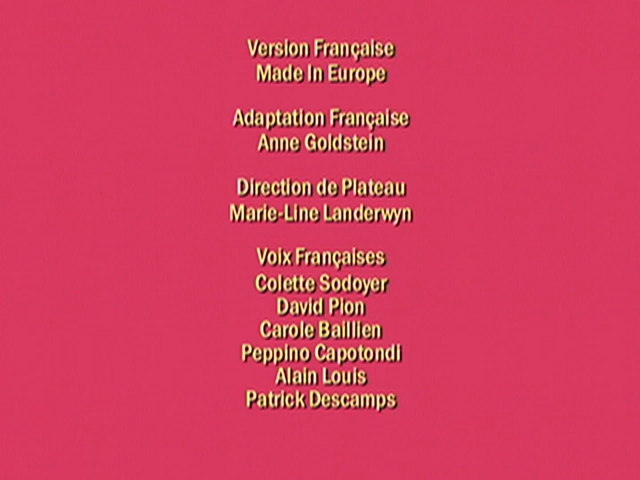 Version Française
Made In Europe
Adaptation Française
Anne Goldstein
Direction de Plateau
Marie-Line Landerwyn
Voix Françaises
Colette Sodoyer
David Pion
Carole Baillien
Peppino Capotondi
Alain Louis
Patrick Descamps